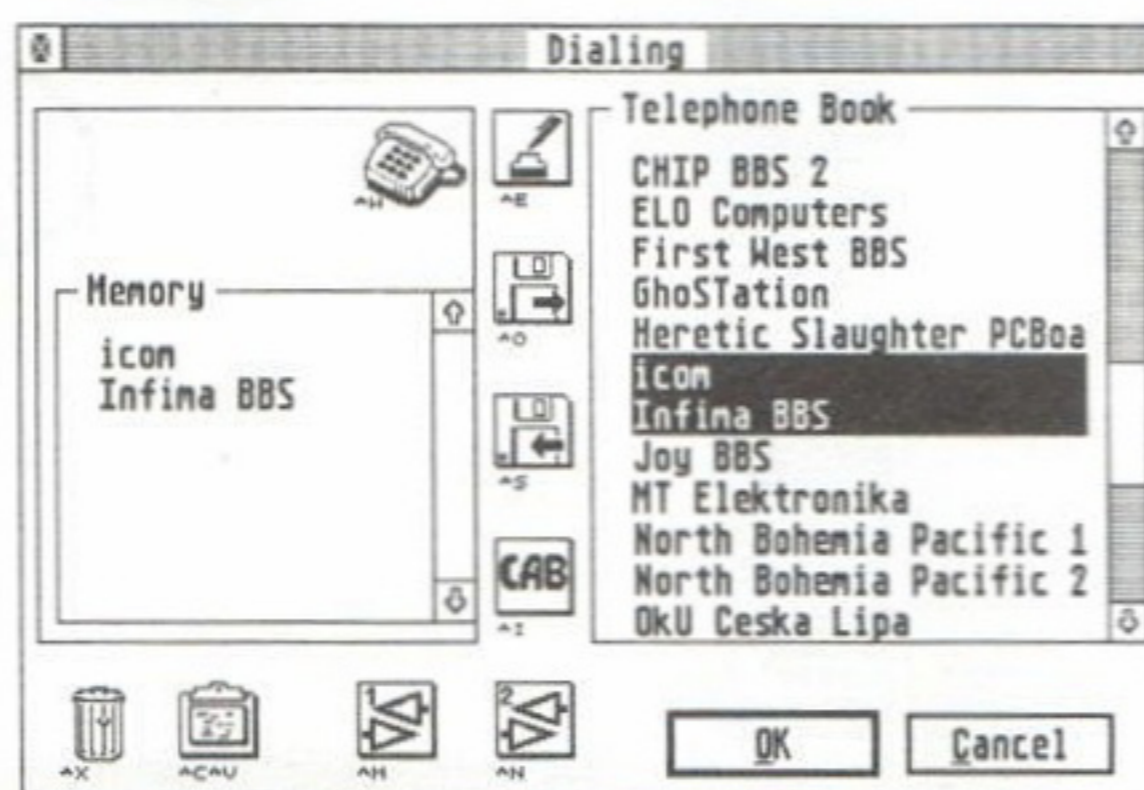 Dialing
^W
Memory
icom
Infima BBS
^E
^O
^S
CAB
^I
Telephone Book
CHIP BBS 2
ELO Computers
First West BBS
GhoSTation
Heretic Slaughter PCBoa
icom
Infima BBS
Joy BBS
MT Elektronika
North Bohemia Pacific 1
North Bohemia Pacific 2
OkU Ceska Lipa
^X
^C^V
1
^M
2
^N
OK
Cancel